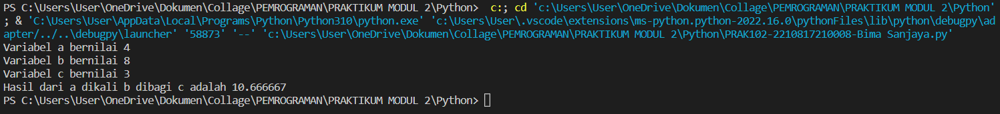 PS C:\Users\User\OneDrive\Dokumen\Collage\PEMROGRAMAN\PRAKTIKUM MODUL 2\Python>  c:; cd 'c:\Users\User\OneDrive\Dokumen\Collage\PEMROGRAMAN\PRAKTIKUM MODUL 2\Python'
; & 'C:\Users\User\AppData\Local\Programs\Python\Python310\python.exe' 'c:\Users\User\.vscode\extensions\ms-python.python-2022.16.0\pythonFiles\lib\python\debugpy\ad
apter/../..\debugpy\launcher' '58873' '--' 'c:\Users\User\OneDrive\Dokumen\Collage\PEMROGRAMAN\PRAKTIKUM MODUL 2\Python\PRAK102-2210817210008-Bima Sanjaya.py'
Variabel a bernilai 4
Variabel b bernilai 8
Variabel c bernilai 3
Hasil dari a dikali b dibagi c adalah 10.666667
PS C:\Users\User\OneDrive\Dokumen\Collage\PEMROGRAMAN\PRAKTIKUM MODUL 2\Python>